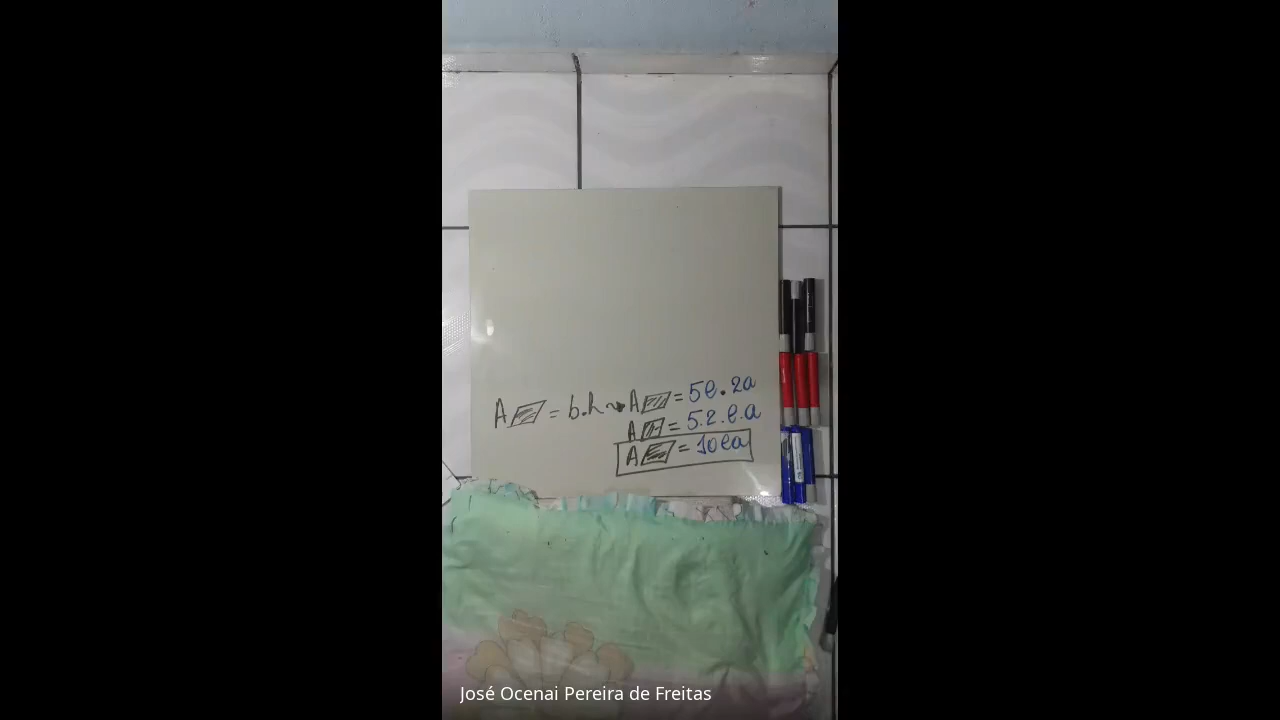 A▱ = b.h → A▱ = 5e.2a
A▱ = 5.2.e.a
A▱ = 10ea
José Ocenai Pereira de Freitas